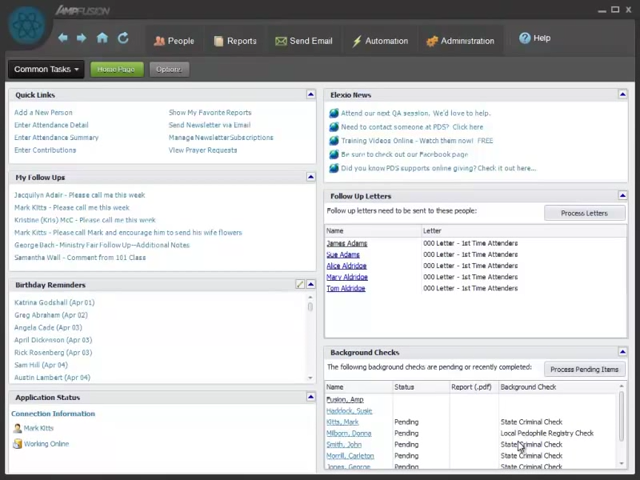 AMPFUSION
People
Reports
Send Email
Automation
Administration
Help
Common Tasks
Home Page
Options
Quick Links
Add a New Person
Show My Favorite Reports
Enter Attendance Detail
Send Newsletter via Email
Enter Attendance Summary
Manage Newsletter Subscriptions
Enter Contributions
View Prayer Requests
My Follow Ups
Jacquilyn Adair - Please call me this week
Mark Kitts - Please call me this week
Kristine (Kris) McC - Please call me this week
Mark Kitts - Please call Mark and encourage him to send his wife flowers
George Bach - Ministry Fair Follow Up--Additional Notes
Samantha Wall - Comment from 101 Class
Birthday Reminders
Katrina Godshall (Apr 01)
Greg Abraham (Apr 02)
Angela Cade (Apr 03)
April Dickerson (Apr 03)
Rick Rosenberg (Apr 03)
Sam Hill (Apr 04)
Austin Lambert (Apr 04)
Application Status
Connection Information
Mark Kitts
Working Online
Elexio News
Attend our next QA session. We'd love to help.
Need to contact someone at PDS? Click here
Training Videos Online - Watch them now! FREE
Be sure to check out our Facebook page
Did you know PDS supports online giving? Check it out here...
Follow Up Letters
Follow up letters need to be sent to these people:
Process Letters
Name Letter
James Adams 000 Letter - 1st Time Attenders
Sue Adams 000 Letter - 1st Time Attenders
Alice Aldridge 000 Letter - 1st Time Attenders
Mary Aldridge 000 Letter - 1st Time Attenders
Tom Aldridge 000 Letter - 1st Time Attenders
Background Checks
The following background checks are pending or recently completed:
Process Pending Items
Name Status Report (.pdf) Background Check
Fusion, Amp
Haddock, Susie
Kitts, Mark Pending State Criminal Check
Milborn, Donna Pending Local Pedophile Registry Check
Smith, John Pending State Criminal Check
Morrill, Carleton Pending State Criminal Check
Jones, George Pending State Criminal Check